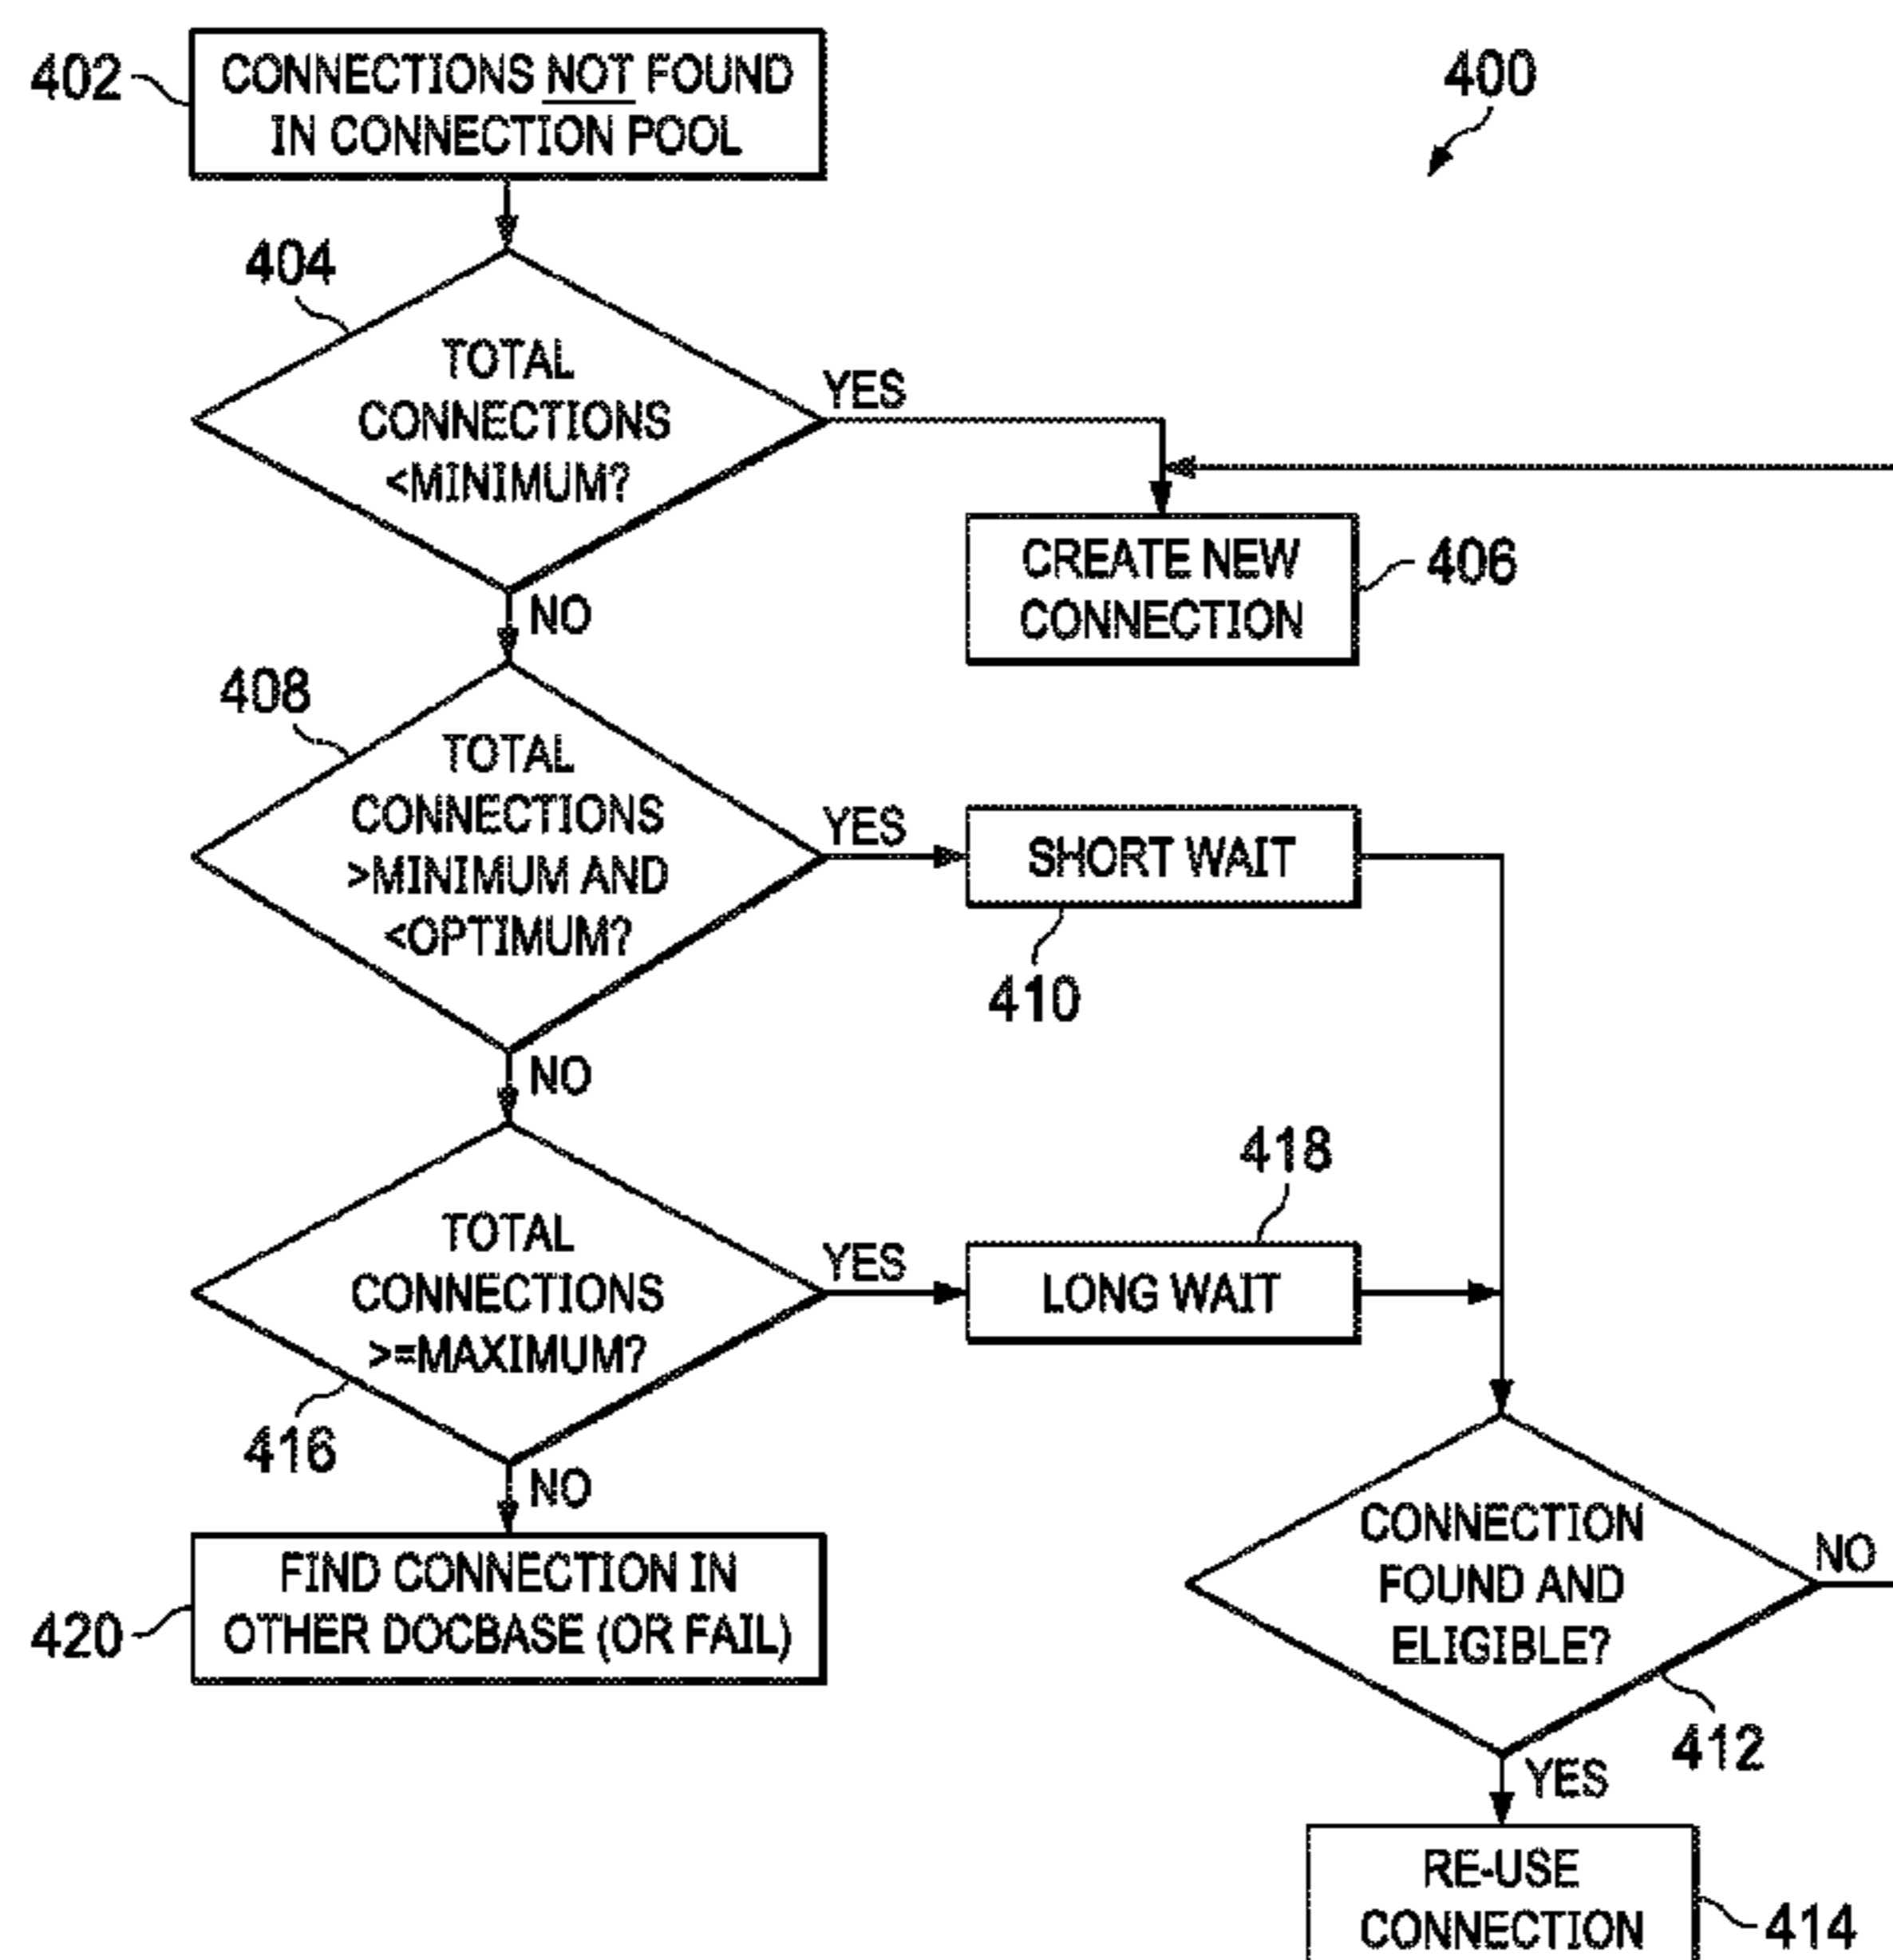 402
CONNECTIONS NOT FOUND
IN CONNECTION POOL
400
404
TOTAL
CONNECTIONS
<MINIMUM?
YES
CREATE NEW
CONNECTION
406
NO
408
TOTAL
CONNECTIONS
>MINIMUM AND
<OPTIMUM?
YES
SHORT WAIT
410
NO
TOTAL
CONNECTIONS
>=MAXIMUM?
416
YES
418
LONG WAIT
NO
420
FIND CONNECTION IN
OTHER DOCBASE (OR FAIL)
CONNECTION
FOUND AND
ELIGIBLE?
NO
412
YES
RE-USE
CONNECTION
414